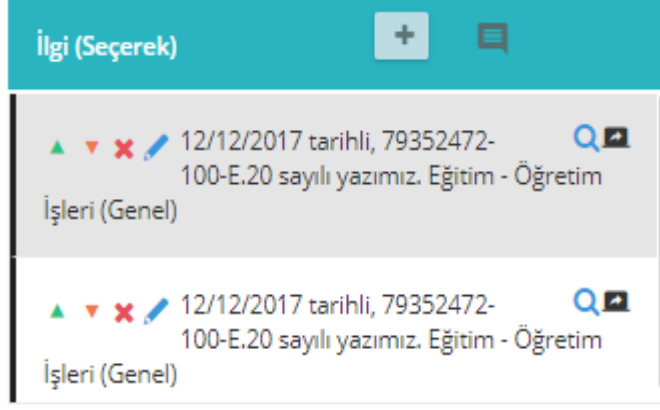 İlgi (Seçerek)
12/12/2017 tarihli, 79352472-
100-E.20 sayılı yazımız. Eğitim - Öğretim
İşleri (Genel)
12/12/2017 tarihli, 79352472-
100-E.20 sayılı yazımız. Eğitim - Öğretim
İşleri (Genel)